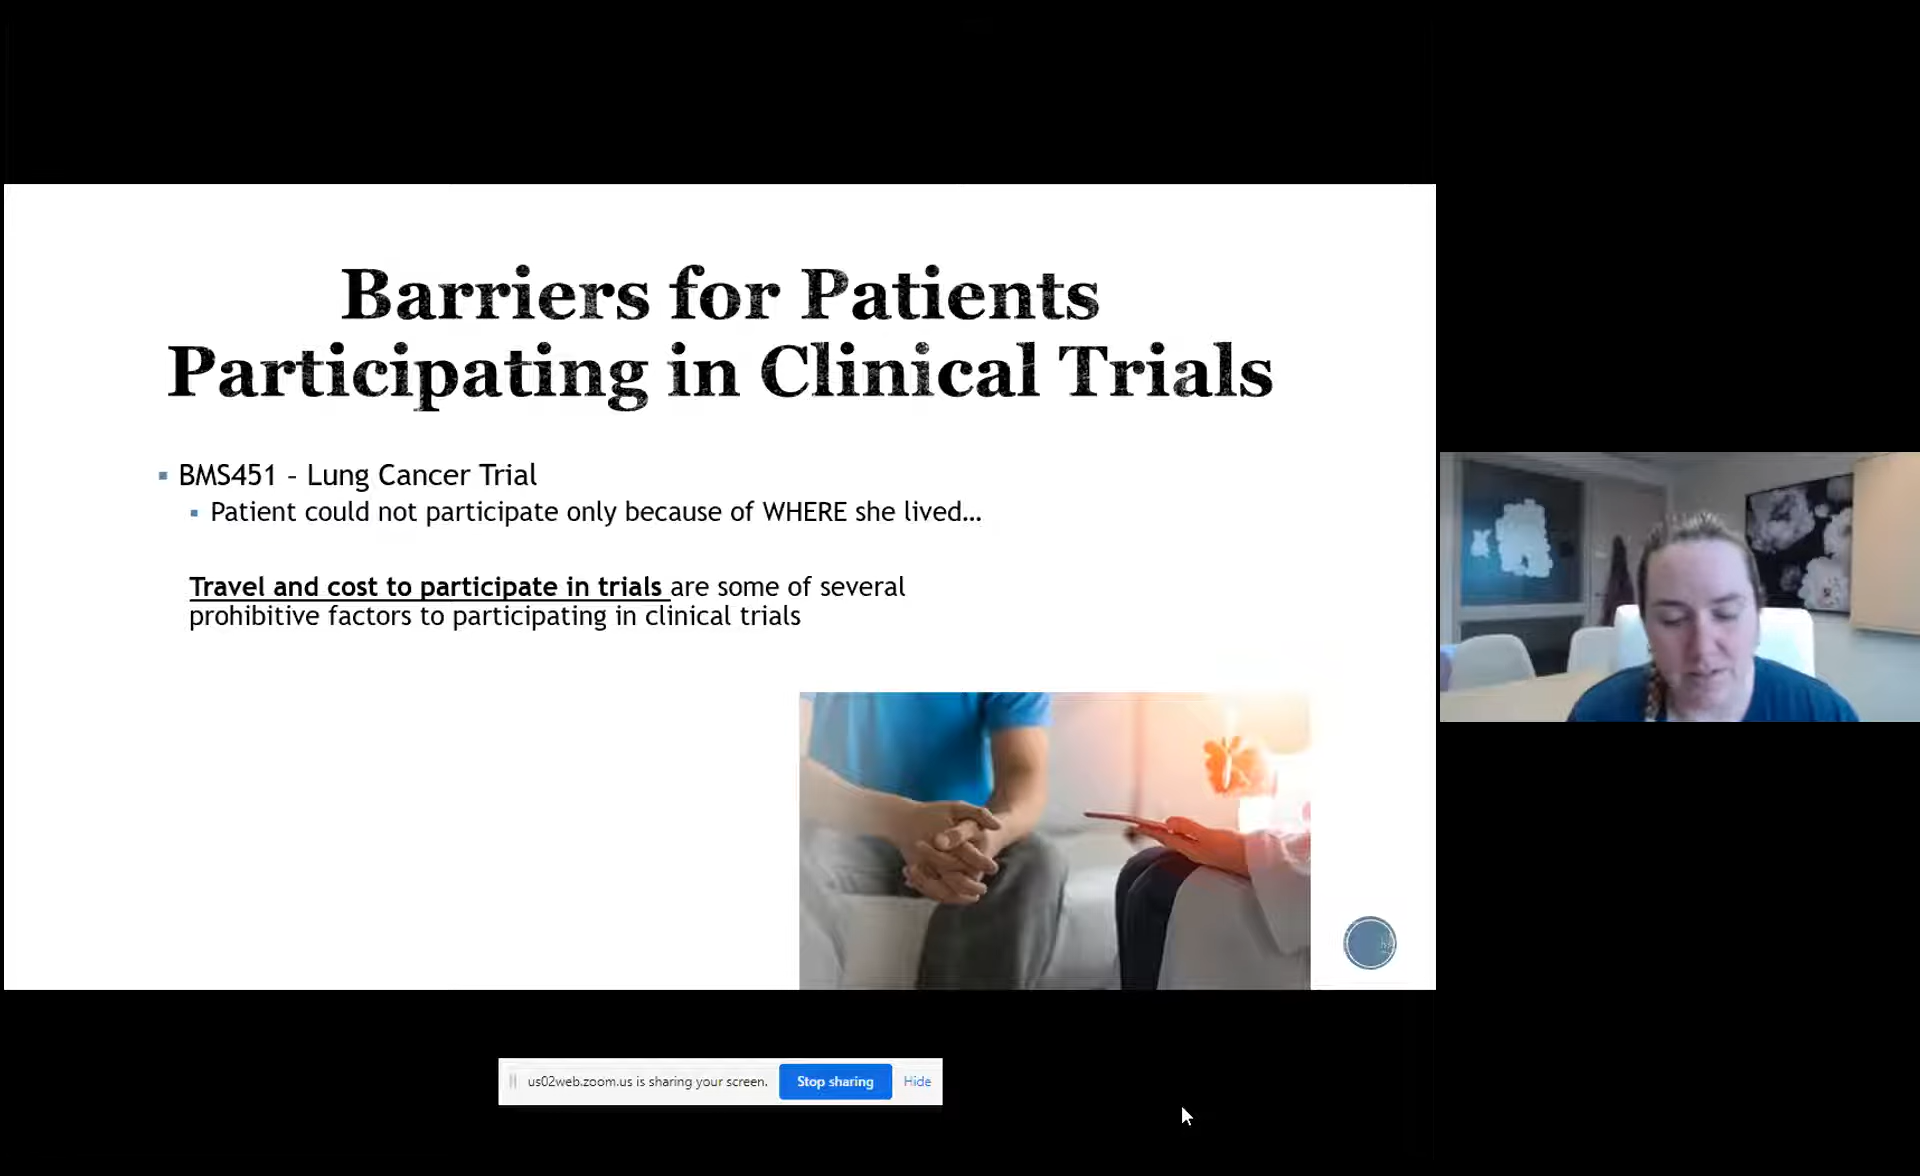 Barriers for Patients
Participating in Clinical Trials
BMS451 – Lung Cancer Trial
Patient could not participate only because of WHERE she lived...
Travel and cost to participate in trials are some of several
prohibitive factors to participating in clinical trials
us02web.zoom.us is sharing your screen.
Stop sharing
Hide